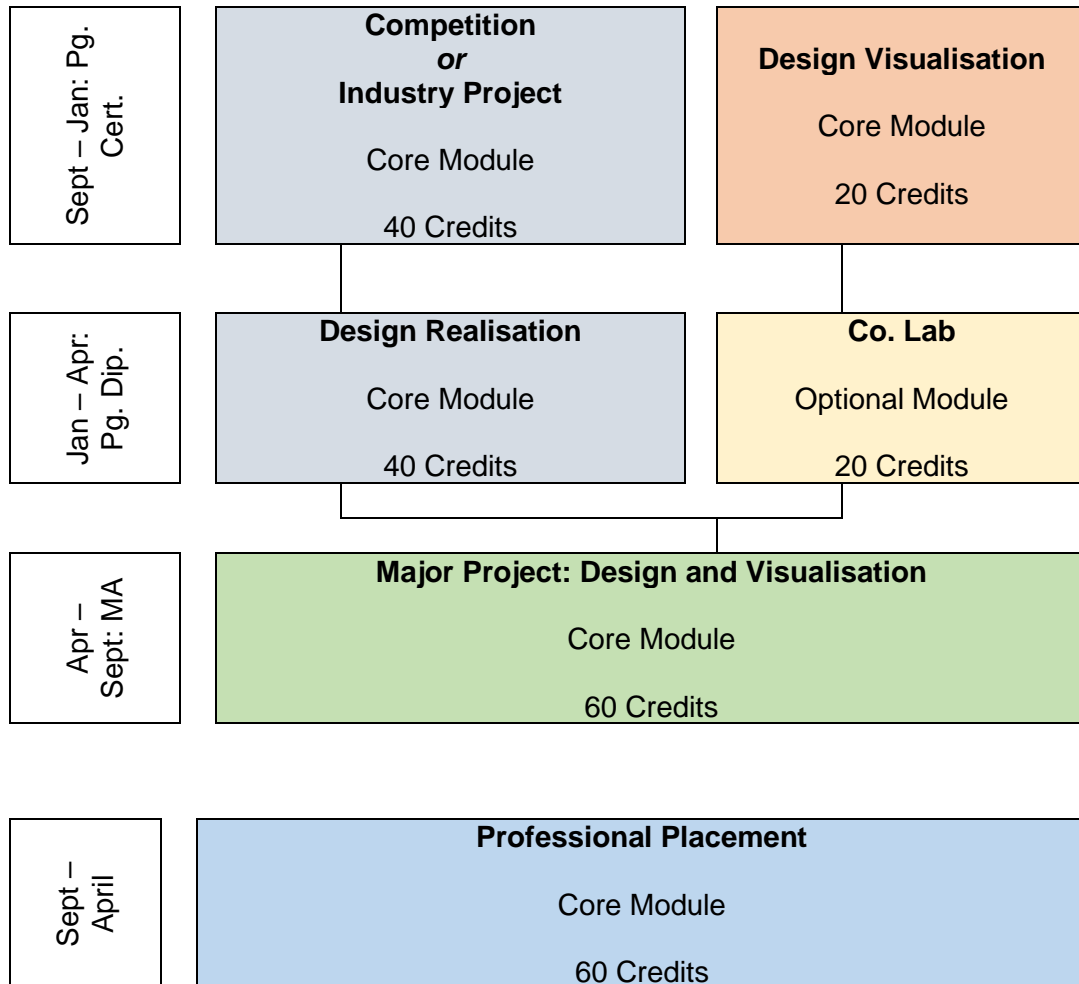 Sept – Jan: Pg.
Cert.
Competition
or
Industry Project
Core Module
40 Credits
Design Visualisation
Core Module
20 Credits
Jan – Apr:
Pg. Dip.
Design Realisation
Core Module
40 Credits
Co. Lab
Optional Module
20 Credits
Apr –
Sept: MA
Major Project: Design and Visualisation
Core Module
60 Credits
Sept –
April
Professional Placement
Core Module
60 Credits